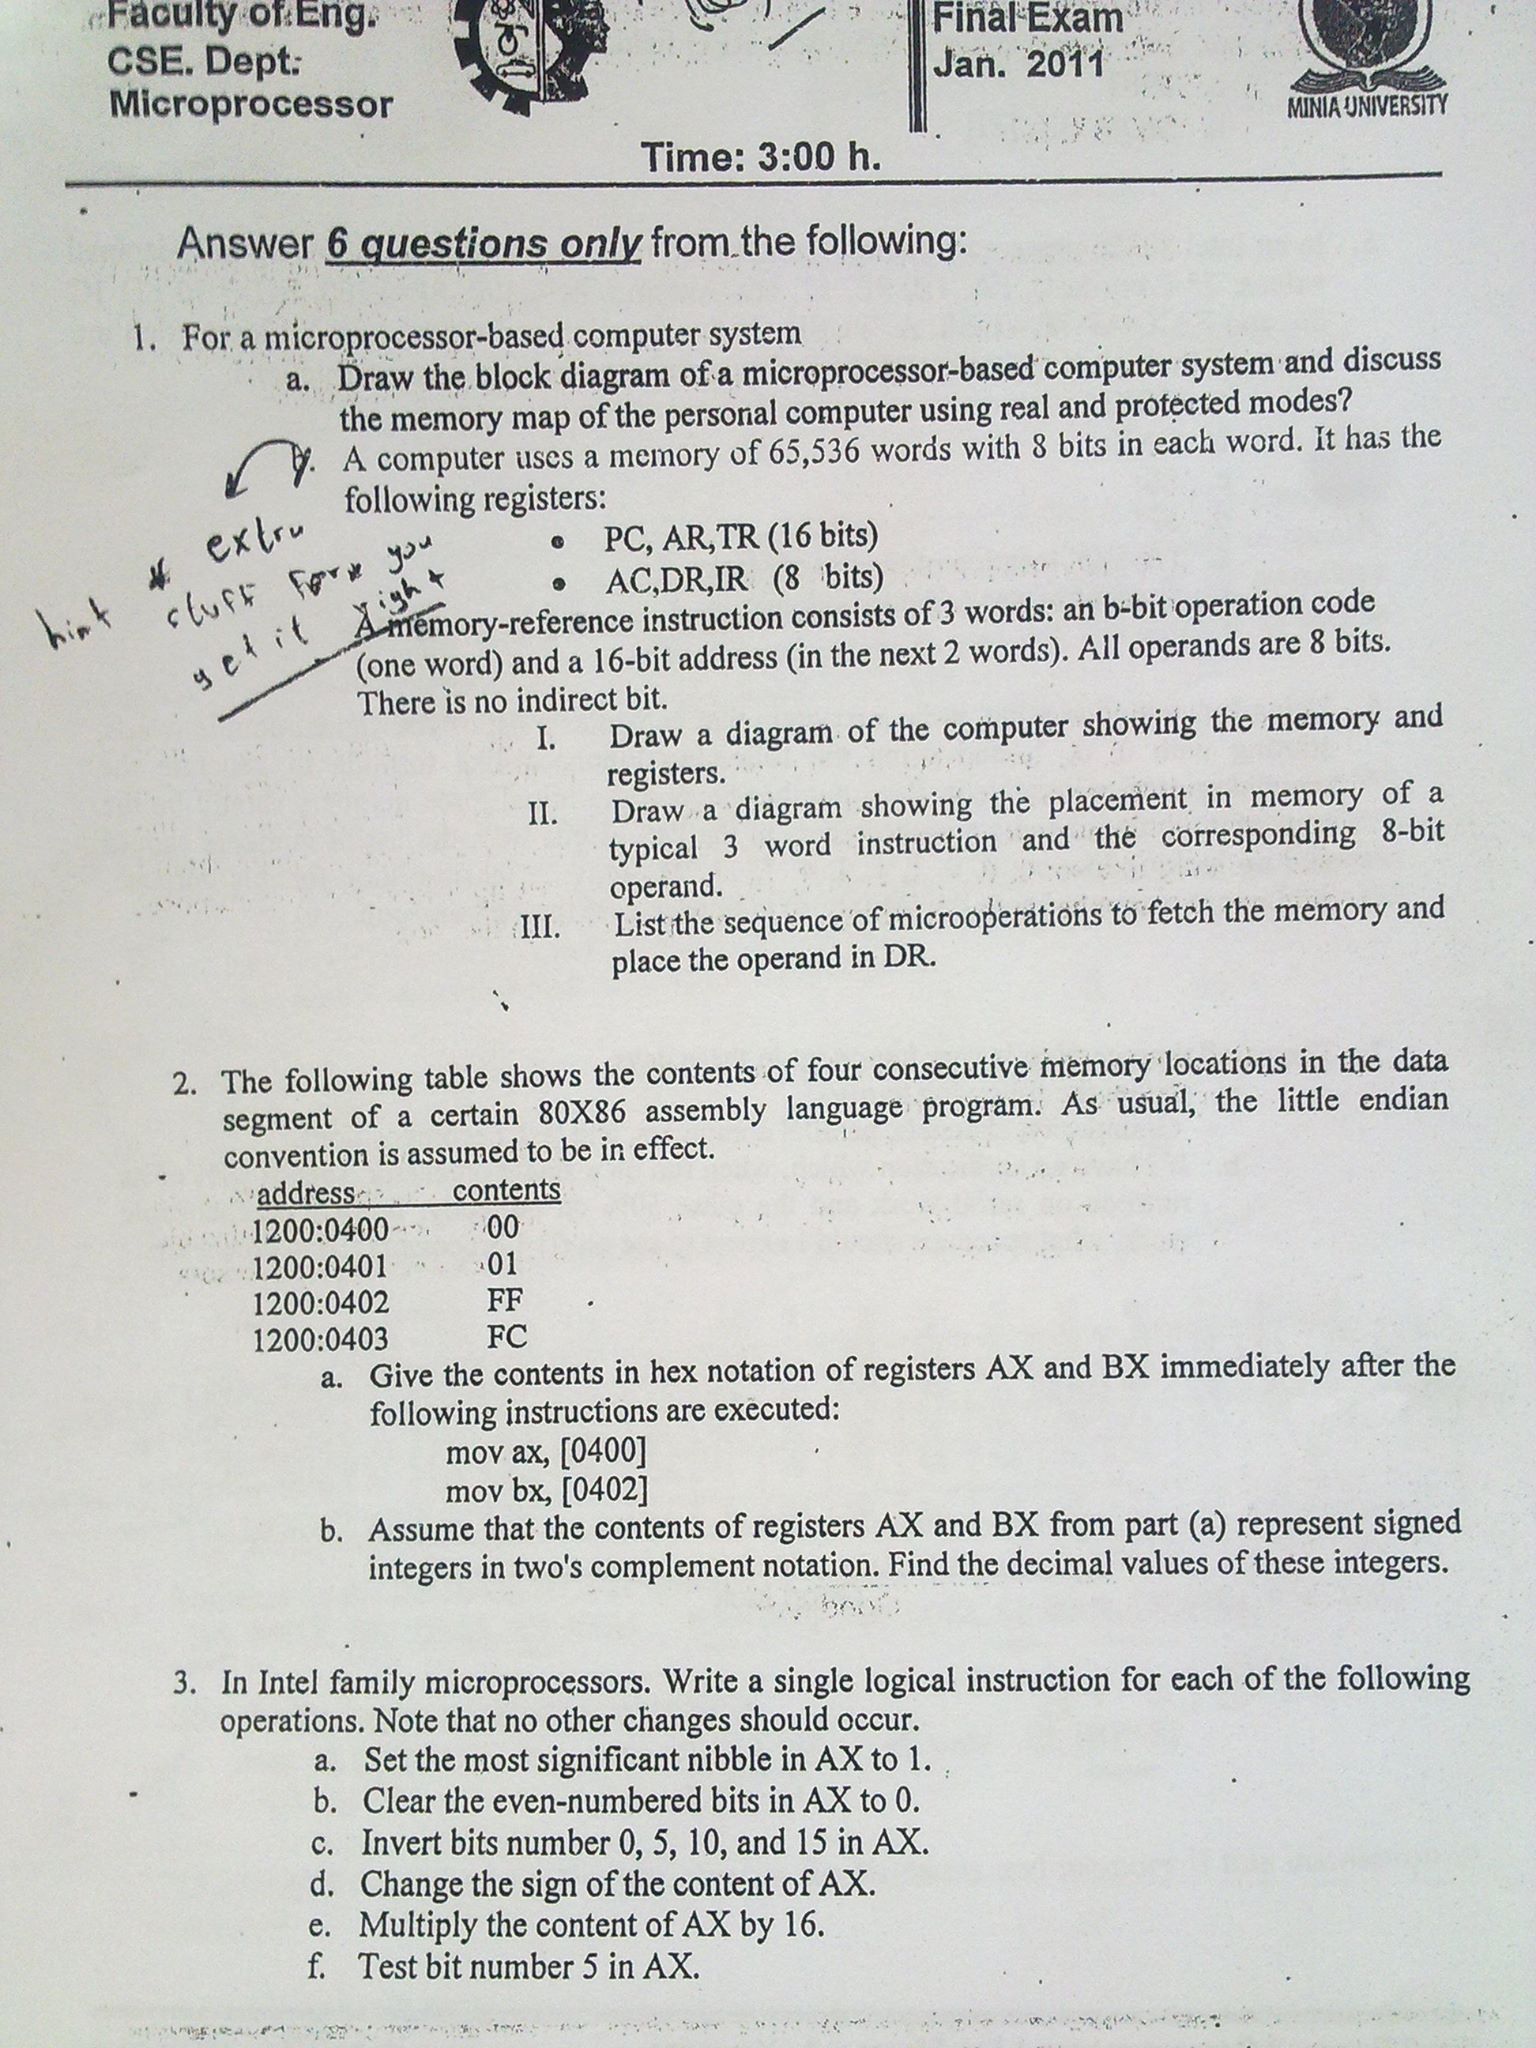 Faculty of Eng.
CSE. Dept.
Microprocessor
Final Exam
Jan. 2011
MINIA UNIVERSITY
Time: 3:00 h.
Answer 6 questions only from the following:
1. For a microprocessor-based computer system
a. Draw the block diagram of a microprocessor-based computer system and discuss
the memory map of the personal computer using real and protected modes?
b. A computer uses a memory of 65,536 words with 8 bits in each word. It has the
following registers:
• PC, AR,TR (16 bits)
• AC,DR,IR (8 bits)
hint * extra
stuff for you
get it right
A memory-reference instruction consists of 3 words: an b-bit operation code
(one word) and a 16-bit address (in the next 2 words). All operands are 8 bits.
There is no indirect bit.
I. Draw a diagram of the computer showing the memory and
registers.
II. Draw a diagram showing the placement in memory of a
typical 3 word instruction and the corresponding 8-bit
operand.
III. List the sequence of microoperations to fetch the memory and
place the operand in DR.
2. The following table shows the contents of four consecutive memory locations in the data
segment of a certain 80X86 assembly language program. As usual, the little endian
convention is assumed to be in effect.
address contents
1200:0400 00
1200:0401 01
1200:0402 FF
1200:0403 FC
a. Give the contents in hex notation of registers AX and BX immediately after the
following instructions are executed:
mov ax, [0400]
mov bx, [0402]
b. Assume that the contents of registers AX and BX from part (a) represent signed
integers in two's complement notation. Find the decimal values of these integers.
3. In Intel family microprocessors. Write a single logical instruction for each of the following
operations. Note that no other changes should occur.
a. Set the most significant nibble in AX to 1.
b. Clear the even-numbered bits in AX to 0.
c. Invert bits number 0, 5, 10, and 15 in AX.
d. Change the sign of the content of AX.
e. Multiply the content of AX by 16.
f. Test bit number 5 in AX.